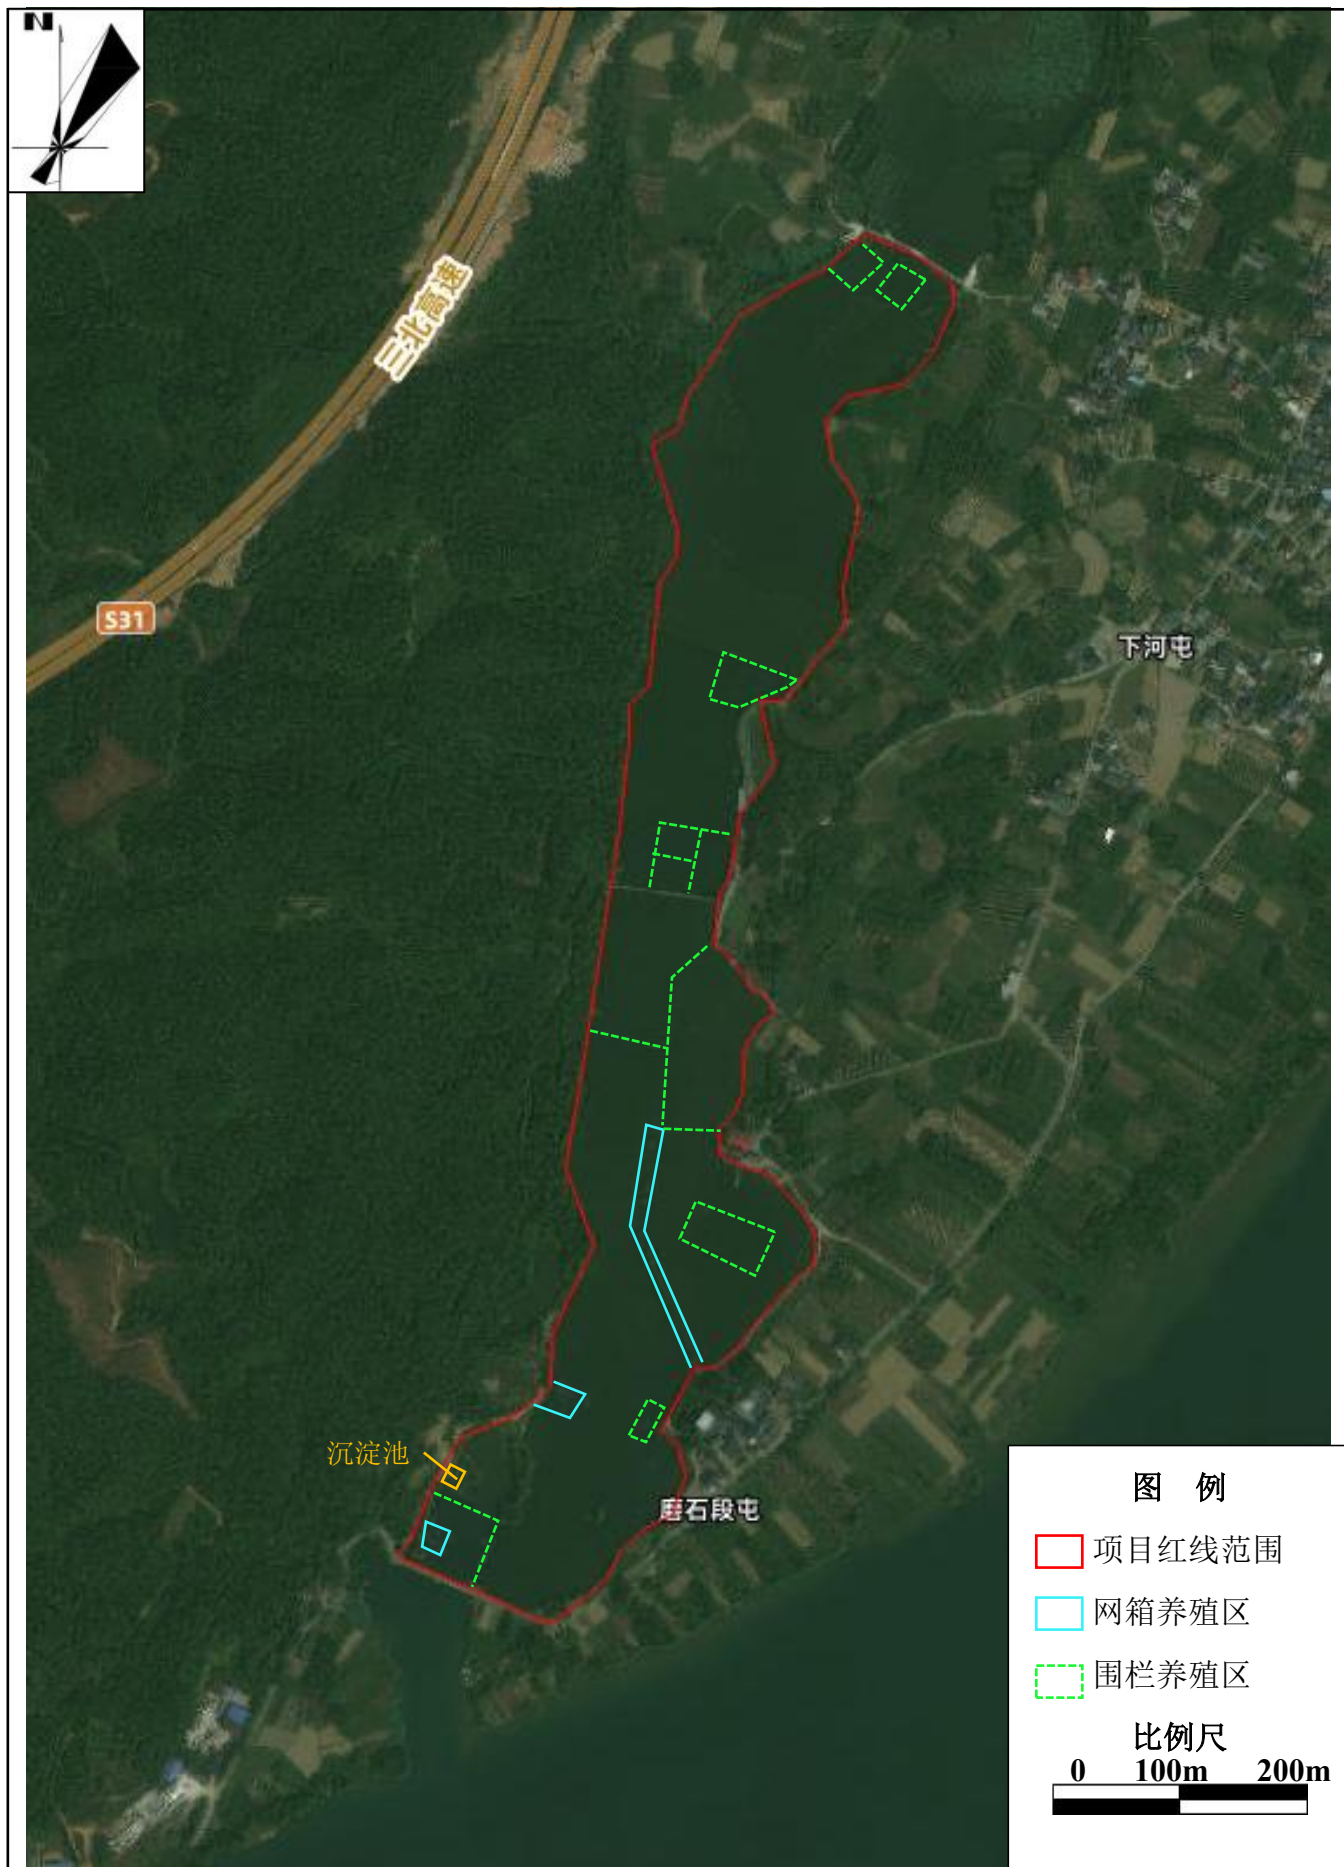 N
三北高速
S31
下河屯
沉淀池
磨石段屯
图 例
项目红线范围
网箱养殖区
围栏养殖区
比例尺
0 100m 200m